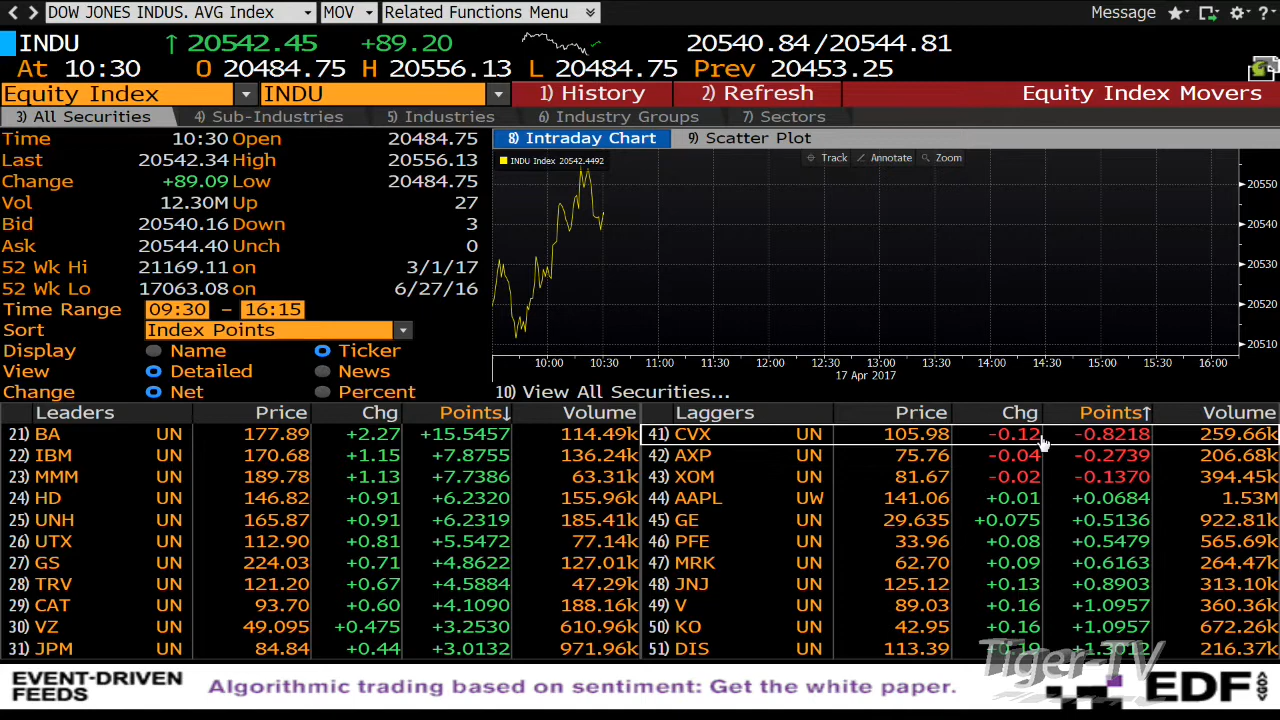 DOW JONES INDUS. AVG Index MOV Related Functions Menu Message ?
INDU ↑ 20542.45 +89.20 20540.84/20544.81
At 10:30 O 20484.75 H 20556.13 L 20484.75 Prev 20453.25
Equity Index INDU 1) History 2) Refresh Equity Index Movers
3) All Securities 4) Sub-Industries 5) Industries 6) Industry Groups 7) Sectors
Time 10:30 Open 20484.75
Last 20542.34 High 20556.13
Change +89.09 Low 20484.75
Vol 12.30M Up 27
Bid 20540.16 Down 3
Ask 20544.40 Unch 0
52 Wk Hi 21169.11 on 3/1/17
52 Wk Lo 17063.08 on 6/27/16
Time Range 09:30 - 16:15
Sort Index Points
Display Name Ticker
View Detailed News
Change Net Percent
8) Intraday Chart 9) Scatter Plot
INDU Index 20542.4492 Track Annotate Zoom
20550
20540
20530
20520
20510
10:00 10:30 11:00 11:30 12:00 12:30 13:00 13:30 14:00 14:30 15:00 15:30 16:00
17 Apr 2017
10) View All Securities...
Leaders Price Chg Points↓ Volume
21) BA UN 177.89 +2.27 +15.5457 114.49k
22) IBM UN 170.68 +1.15 +7.8755 136.24k
23) MMM UN 189.78 +1.13 +7.7386 63.31k
24) HD UN 146.82 +0.91 +6.2320 155.96k
25) UNH UN 165.87 +0.91 +6.2319 185.41k
26) UTX UN 112.90 +0.81 +5.5472 77.14k
27) GS UN 224.03 +0.71 +4.8622 127.01k
28) TRV UN 121.20 +0.67 +4.5884 47.29k
29) CAT UN 93.70 +0.60 +4.1090 188.16k
30) VZ UN 49.095 +0.475 +3.2530 610.96k
31) JPM UN 84.84 +0.44 +3.0132 971.96k
Laggers Price Chg Points↑ Volume
41) CVX UN 105.98 -0.12 -0.8218 259.66k
42) AXP UN 75.76 -0.04 -0.2739 206.68k
43) XOM UN 81.67 -0.02 -0.1370 394.45k
44) AAPL UW 141.06 +0.01 +0.0684 1.53M
45) GE UN 29.635 +0.075 +0.5136 922.81k
46) PFE UN 33.96 +0.08 +0.5479 565.69k
47) MRK UN 62.70 +0.09 +0.6163 264.47k
48) JNJ UN 125.12 +0.13 +0.8903 313.10k
49) V UN 89.03 +0.16 +1.0957 360.36k
50) KO UN 42.95 +0.16 +1.0957 672.26k
51) DIS UN 113.39 +0.19 +1.3012 216.37k
Tiger-TV
EVENT-DRIVEN
FEEDS
Algorithmic trading based on sentiment: Get the white paper.
EDF